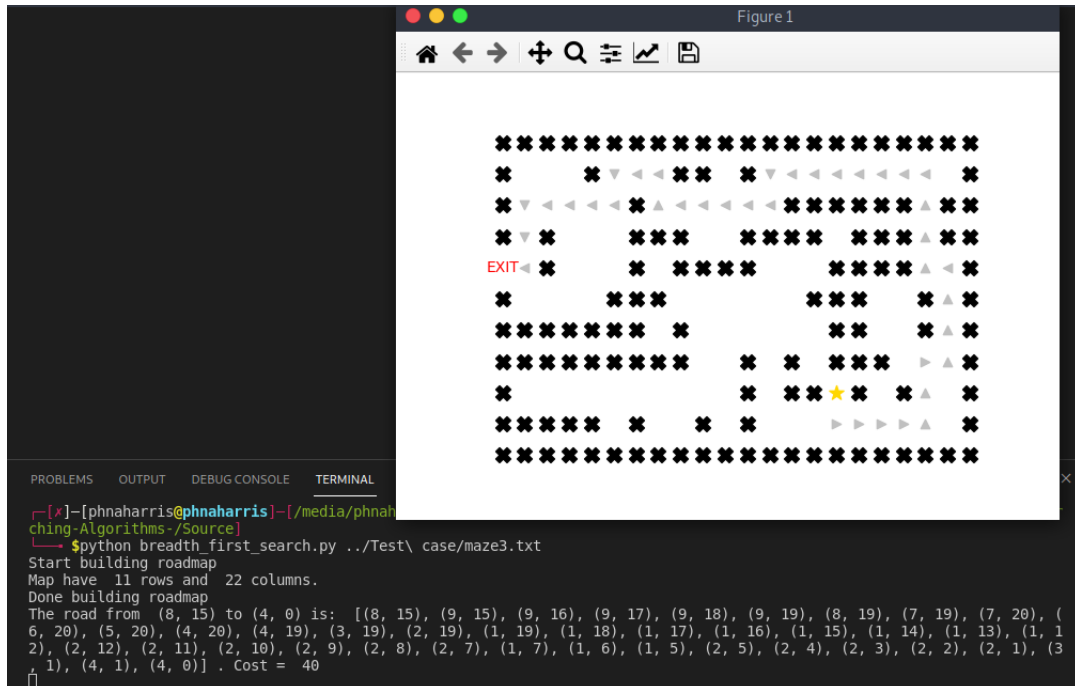 Figure 1
EXIT
PROBLEMS OUTPUT DEBUG CONSOLE TERMINAL
┌─[✗]─[phnaharris@phnaharris]─[/media/phnah
ching-Algorithms-/Source]
└──╼ $python breadth_first_search.py ../Test\ case/maze3.txt
Start building roadmap
Map have  11 rows and  22 columns.
Done building roadmap
The road from  (8, 15) to (4, 0) is:  [(8, 15), (9, 15), (9, 16), (9, 17), (9, 18), (9, 19), (8, 19), (7, 19), (7, 20), (
6, 20), (5, 20), (4, 20), (4, 19), (3, 19), (2, 19), (1, 19), (1, 18), (1, 17), (1, 16), (1, 15), (1, 14), (1, 13), (1, 1
2), (2, 12), (2, 11), (2, 10), (2, 9), (2, 8), (2, 7), (1, 7), (1, 6), (1, 5), (2, 5), (2, 4), (2, 3), (2, 2), (2, 1), (3
, 1), (4, 1), (4, 0)] . Cost =  40